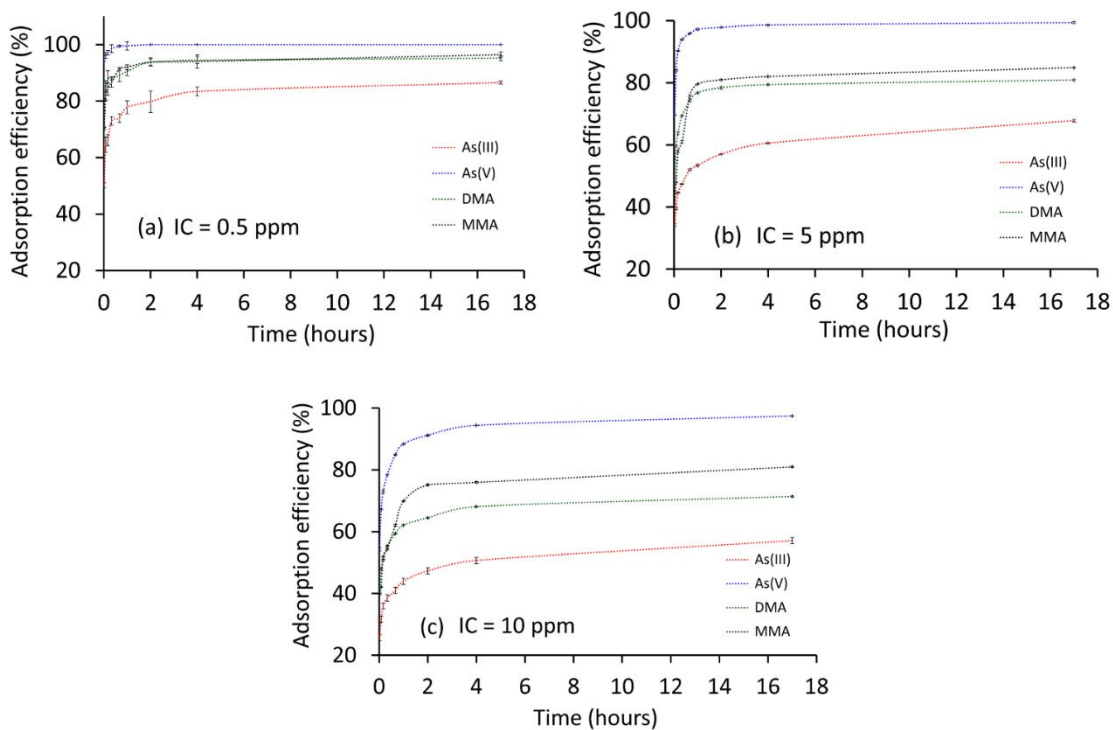 Adsorption efficiency (%)
100
80
60
40
20
As(III)
As(V)
DMA
MMA
(a) IC = 0.5 ppm
0 2 4 6 8 10 12 14 16 18
Time (hours)
Adsorption efficiency (%)
100
80
60
40
20
As(III)
As(V)
DMA
MMA
(b) IC = 5 ppm
0 2 4 6 8 10 12 14 16 18
Time (hours)
Adsorption efficiency (%)
100
80
60
40
20
As(III)
As(V)
DMA
MMA
(c) IC = 10 ppm
0 2 4 6 8 10 12 14 16 18
Time (hours)